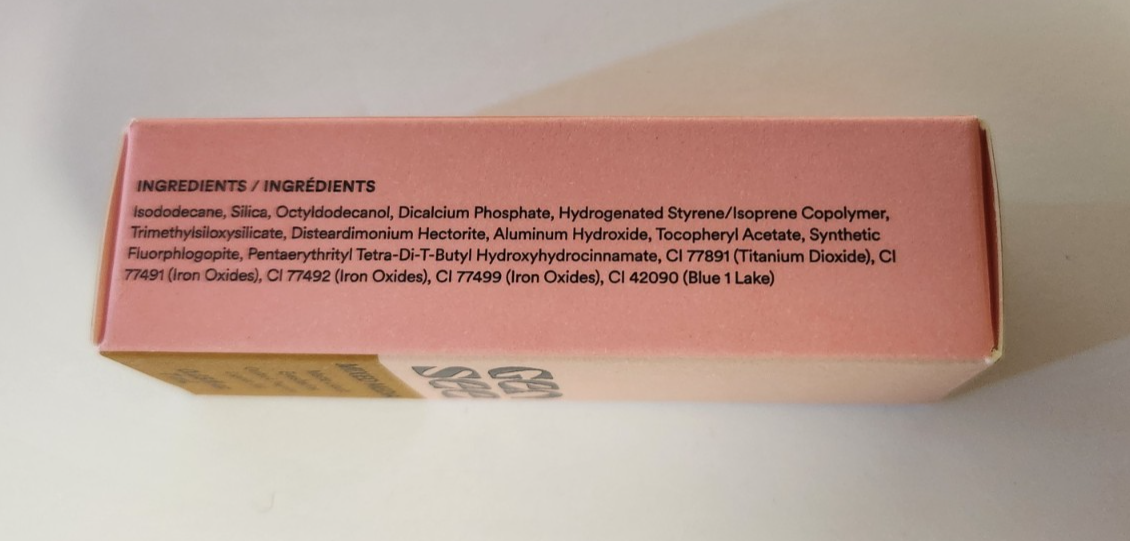 INGREDIENTS / INGRÉDIENTS
Isododecane, Silica, Octyldodecanol, Dicalcium Phosphate, Hydrogenated Styrene/Isoprene Copolymer,
Trimethylsiloxysilicate, Disteardimonium Hectorite, Aluminum Hydroxide, Tocopheryl Acetate, Synthetic
Fluorphlogopite, Pentaerythrityl Tetra-Di-T-Butyl Hydroxyhydrocinnamate, CI 77891 (Titanium Dioxide), CI
77491 (Iron Oxides), CI 77492 (Iron Oxides), CI 77499 (Iron Oxides), CI 42090 (Blue 1 Lake)